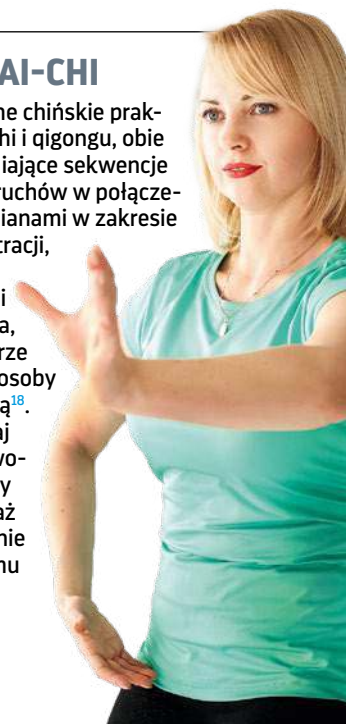 AI-CHI
ne chińskie prak-
hi i qigongu, obie
iające sekwencje
ruchów w połącze-
ianami w zakresie
tracji,
i
a,
rze
osoby
ą18.
aj
wo-
y
aż
nie
nu